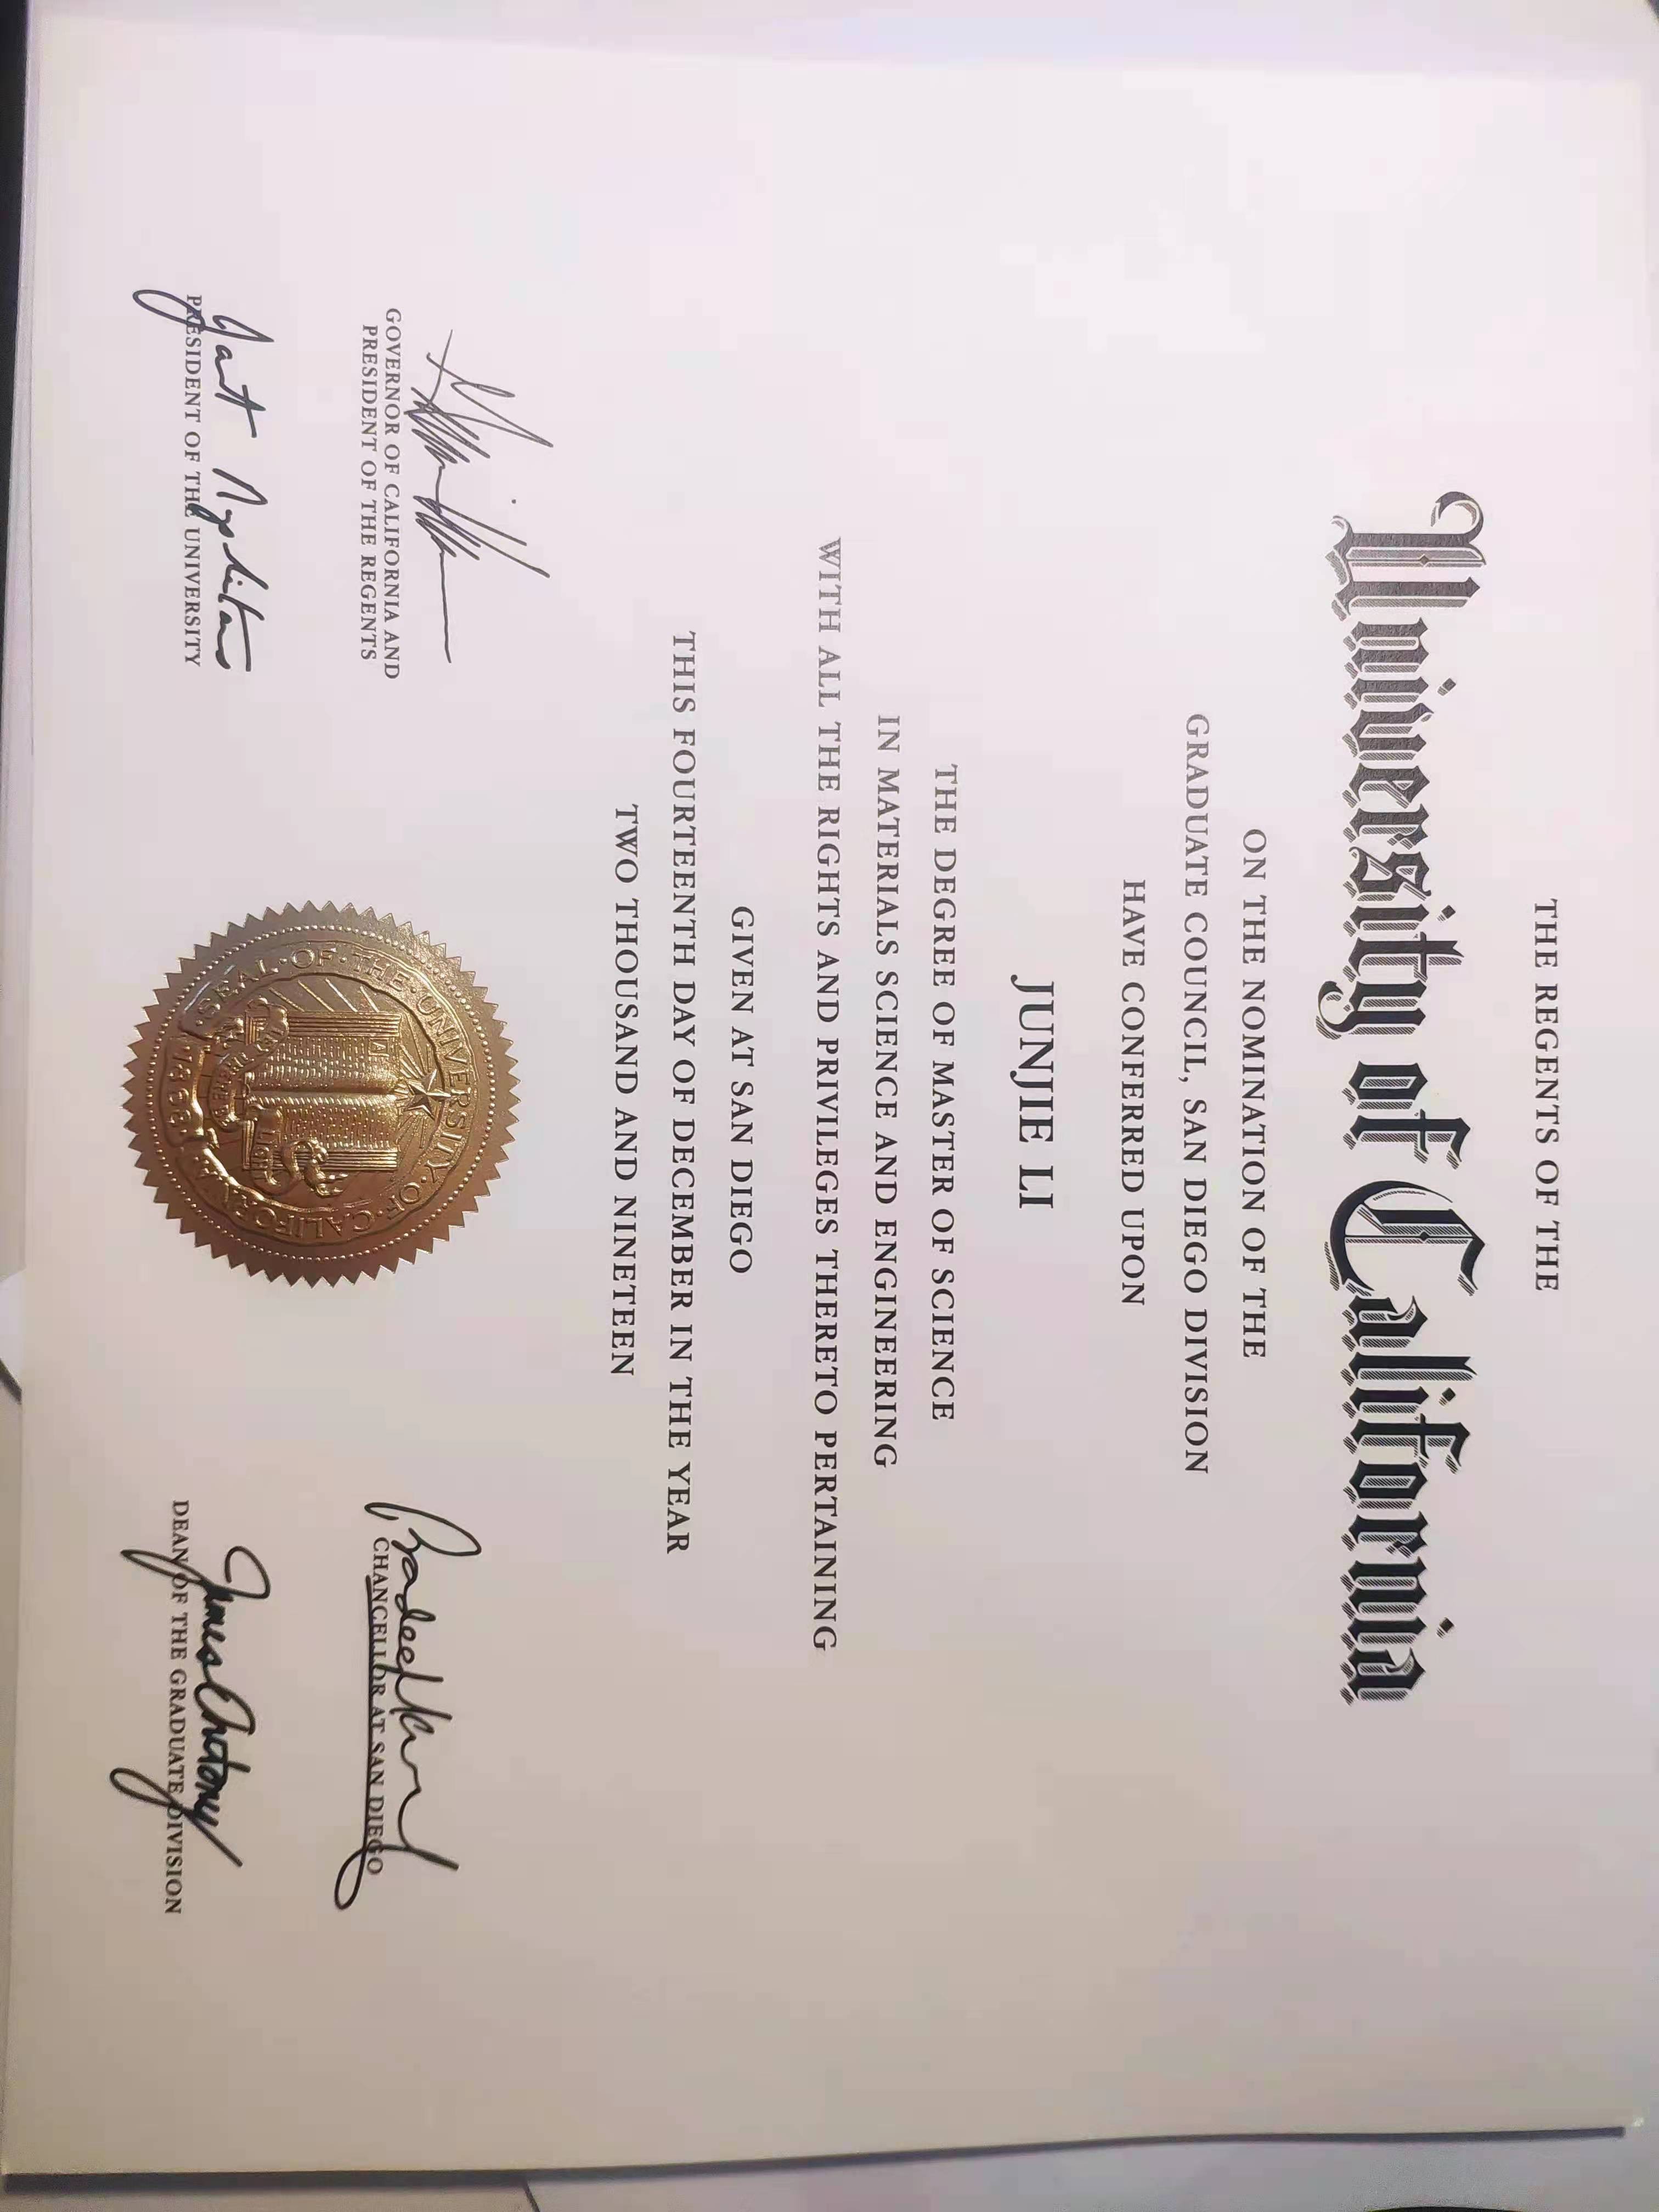 THE REGENTS OF THE
University of California
ON THE NOMINATION OF THE
GRADUATE COUNCIL, SAN DIEGO DIVISION
HAVE CONFERRED UPON
JUNJIE LI
THE DEGREE OF MASTER OF SCIENCE
IN MATERIALS SCIENCE AND ENGINEERING
WITH ALL THE RIGHTS AND PRIVILEGES THERETO PERTAINING
GIVEN AT SAN DIEGO
THIS FOURTEENTH DAY OF DECEMBER IN THE YEAR
TWO THOUSAND AND NINETEEN
GOVERNOR OF CALIFORNIA AND
PRESIDENT OF THE REGENTS
PRESIDENT OF THE UNIVERSITY
SEAL·OF·THE·UNIVERSITY·OF·CALIFORNIA
A
LET THERE BE LIGHT
·1868·
CHANCELLOR AT SAN DIEGO
James Antony
DEAN OF THE GRADUATE DIVISION